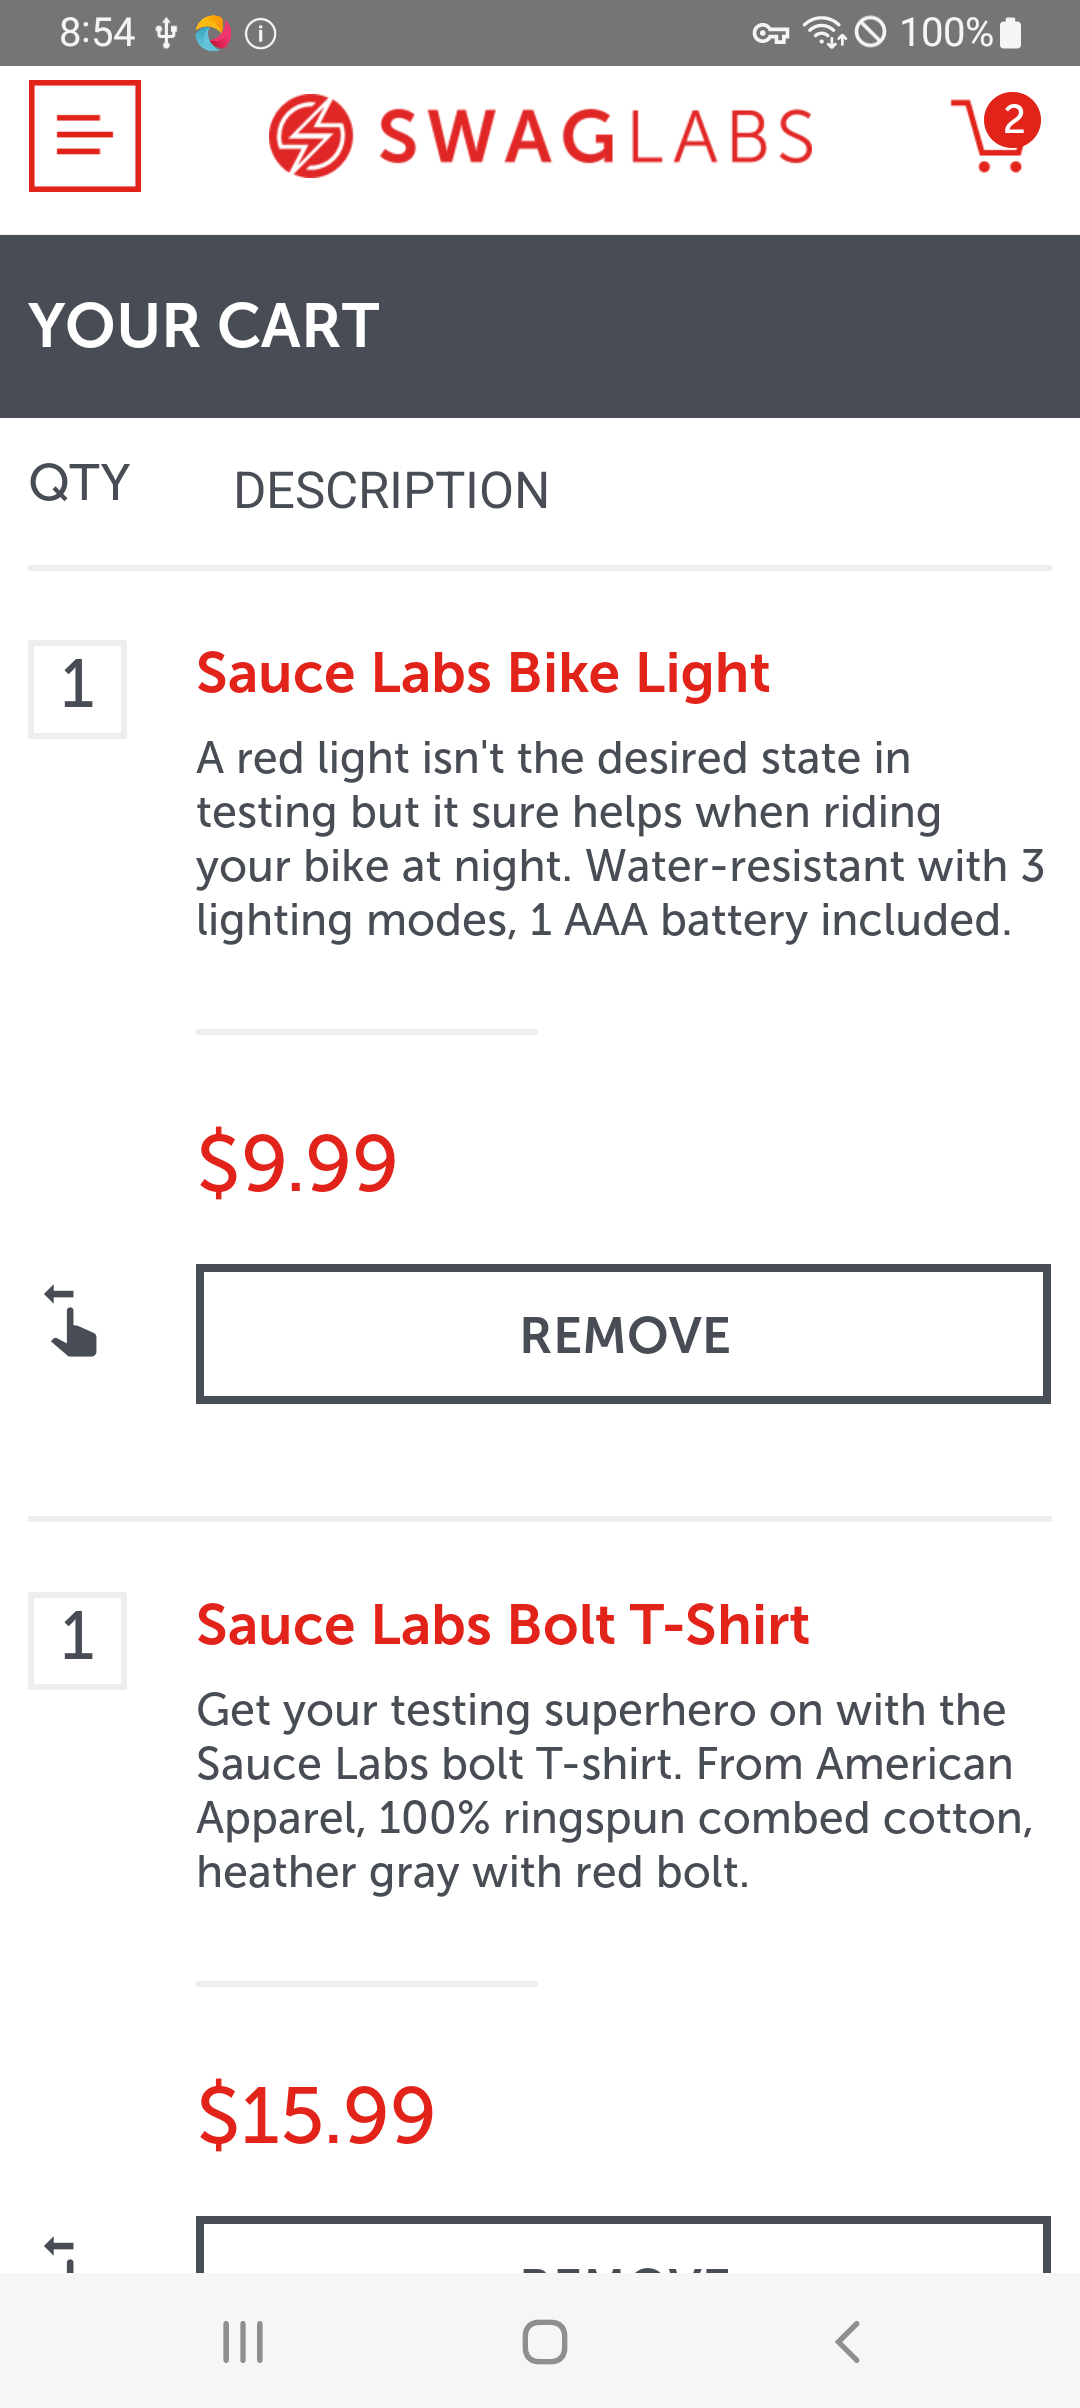 8:54 100%
SWAGLABS 2
YOUR CART
QTY DESCRIPTION
1 Sauce Labs Bike Light
A red light isn't the desired state in
testing but it sure helps when riding
your bike at night. Water-resistant with 3
lighting modes, 1 AAA battery included.
$9.99
REMOVE
1 Sauce Labs Bolt T-Shirt
Get your testing superhero on with the
Sauce Labs bolt T-shirt. From American
Apparel, 100% ringspun combed cotton,
heather gray with red bolt.
$15.99
REMOVE